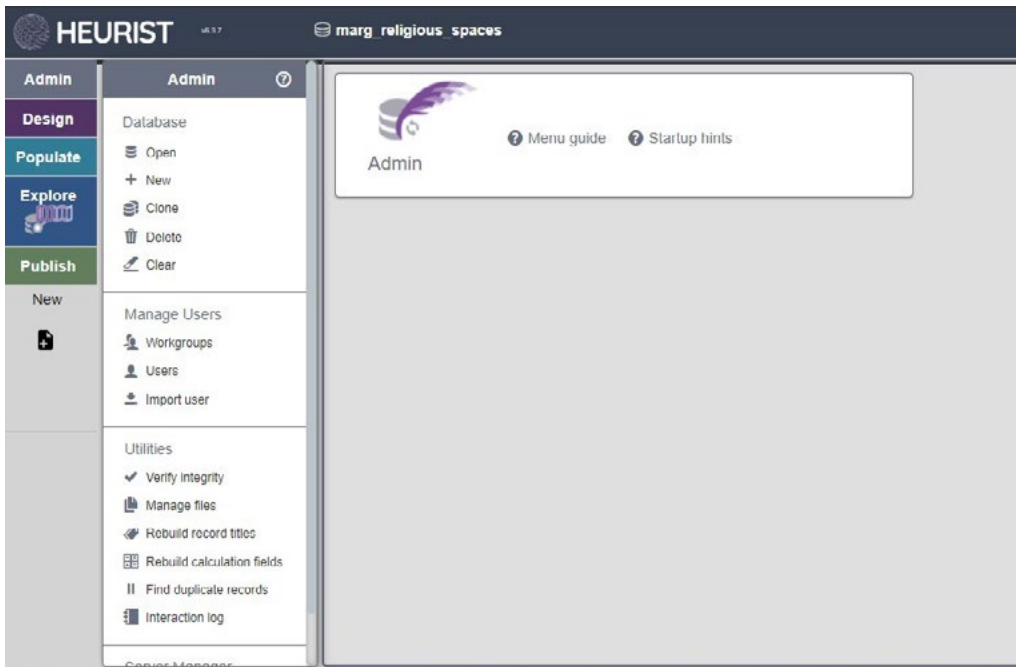 HEURIST
marg_religious_spaces
Admin
Design
Populate
Explore
Publish
New
Admin
Database
Open
New
Clone
Delete
Clear
Manage Users
Workgroups
Users
Import user
Utilities
Verify integrity
Manage files
Rebuild record titles
Rebuild calculation fields
Find duplicate records
Interaction log
Server Manager
Admin
Menu guide
Startup hints